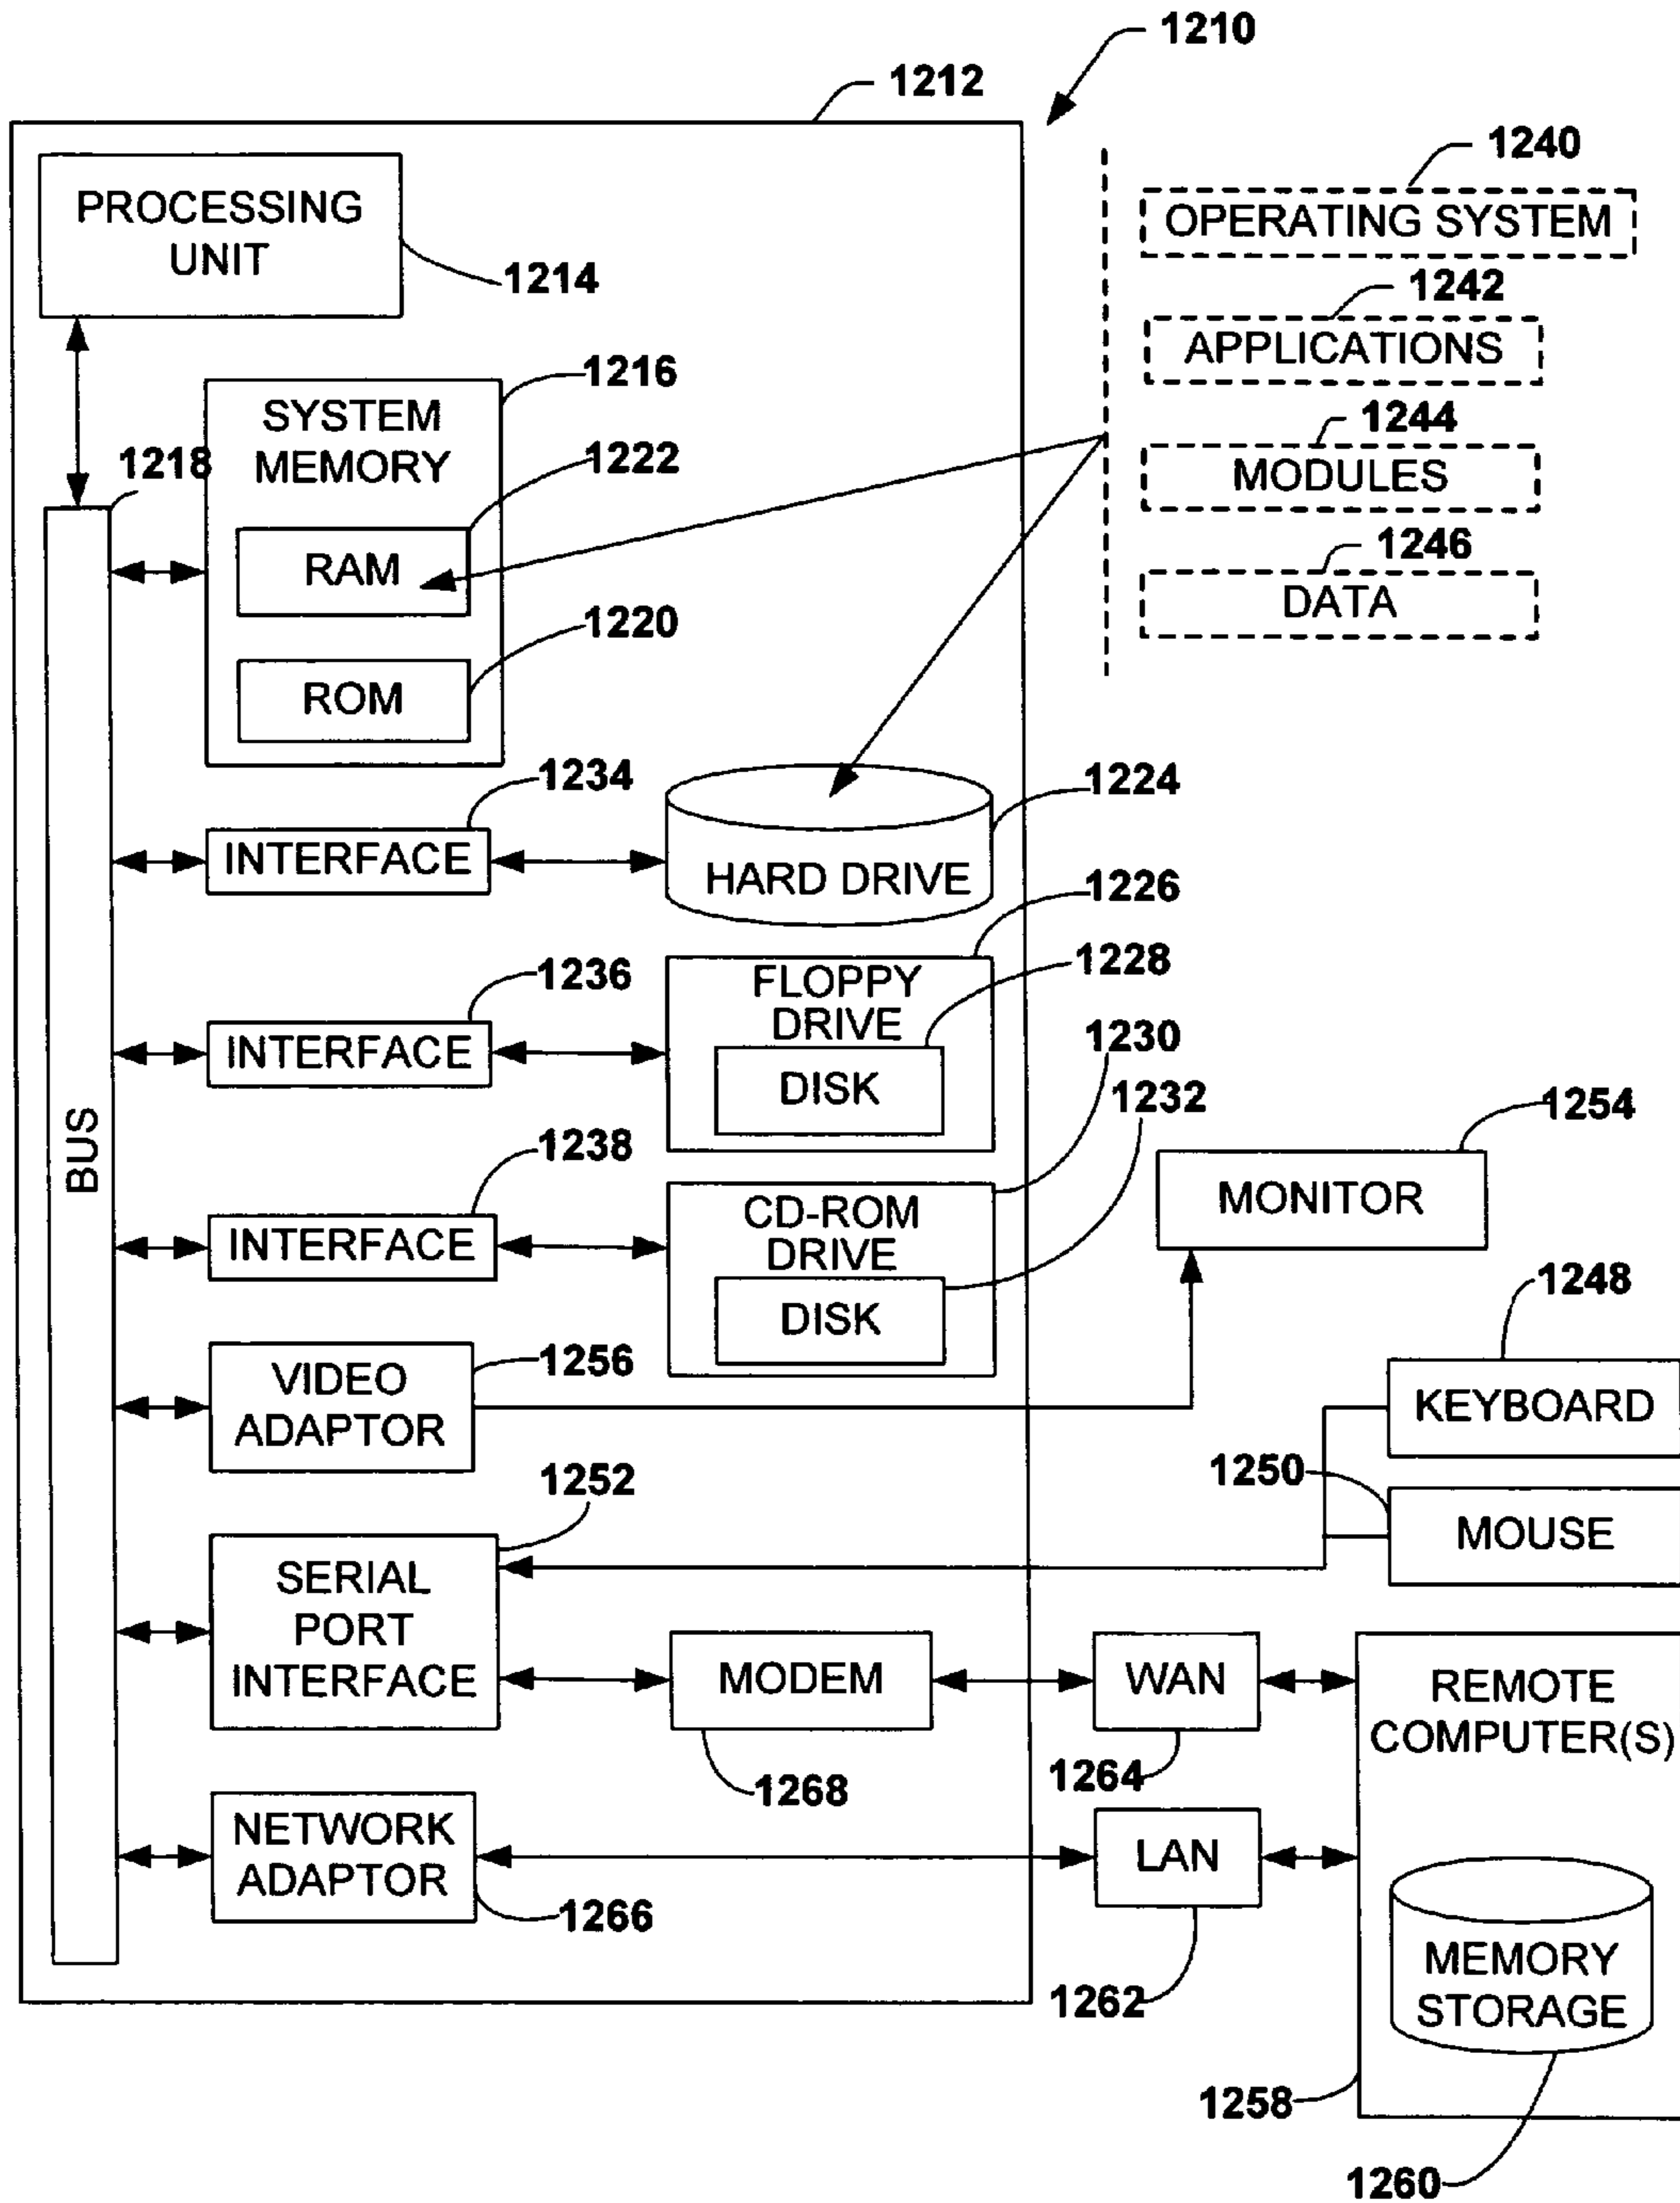 1210
1212
PROCESSING
UNIT
1214
1240
OPERATING SYSTEM
1242
APPLICATIONS
1244
MODULES
1246
DATA
1216
SYSTEM
MEMORY
1218
1222
RAM
1220
ROM
1234
INTERFACE
1224
HARD DRIVE
1226
1236
INTERFACE
FLOPPY
DRIVE
1228
DISK
1230
1232
1238
INTERFACE
CD-ROM
DRIVE
DISK
BUS
1254
MONITOR
1256
VIDEO
ADAPTOR
1248
KEYBOARD
1250
MOUSE
1252
SERIAL
PORT
INTERFACE
MODEM
1268
WAN
1264
REMOTE
COMPUTER(S)
NETWORK
ADAPTOR
1266
LAN
1262
MEMORY
STORAGE
1258
1260